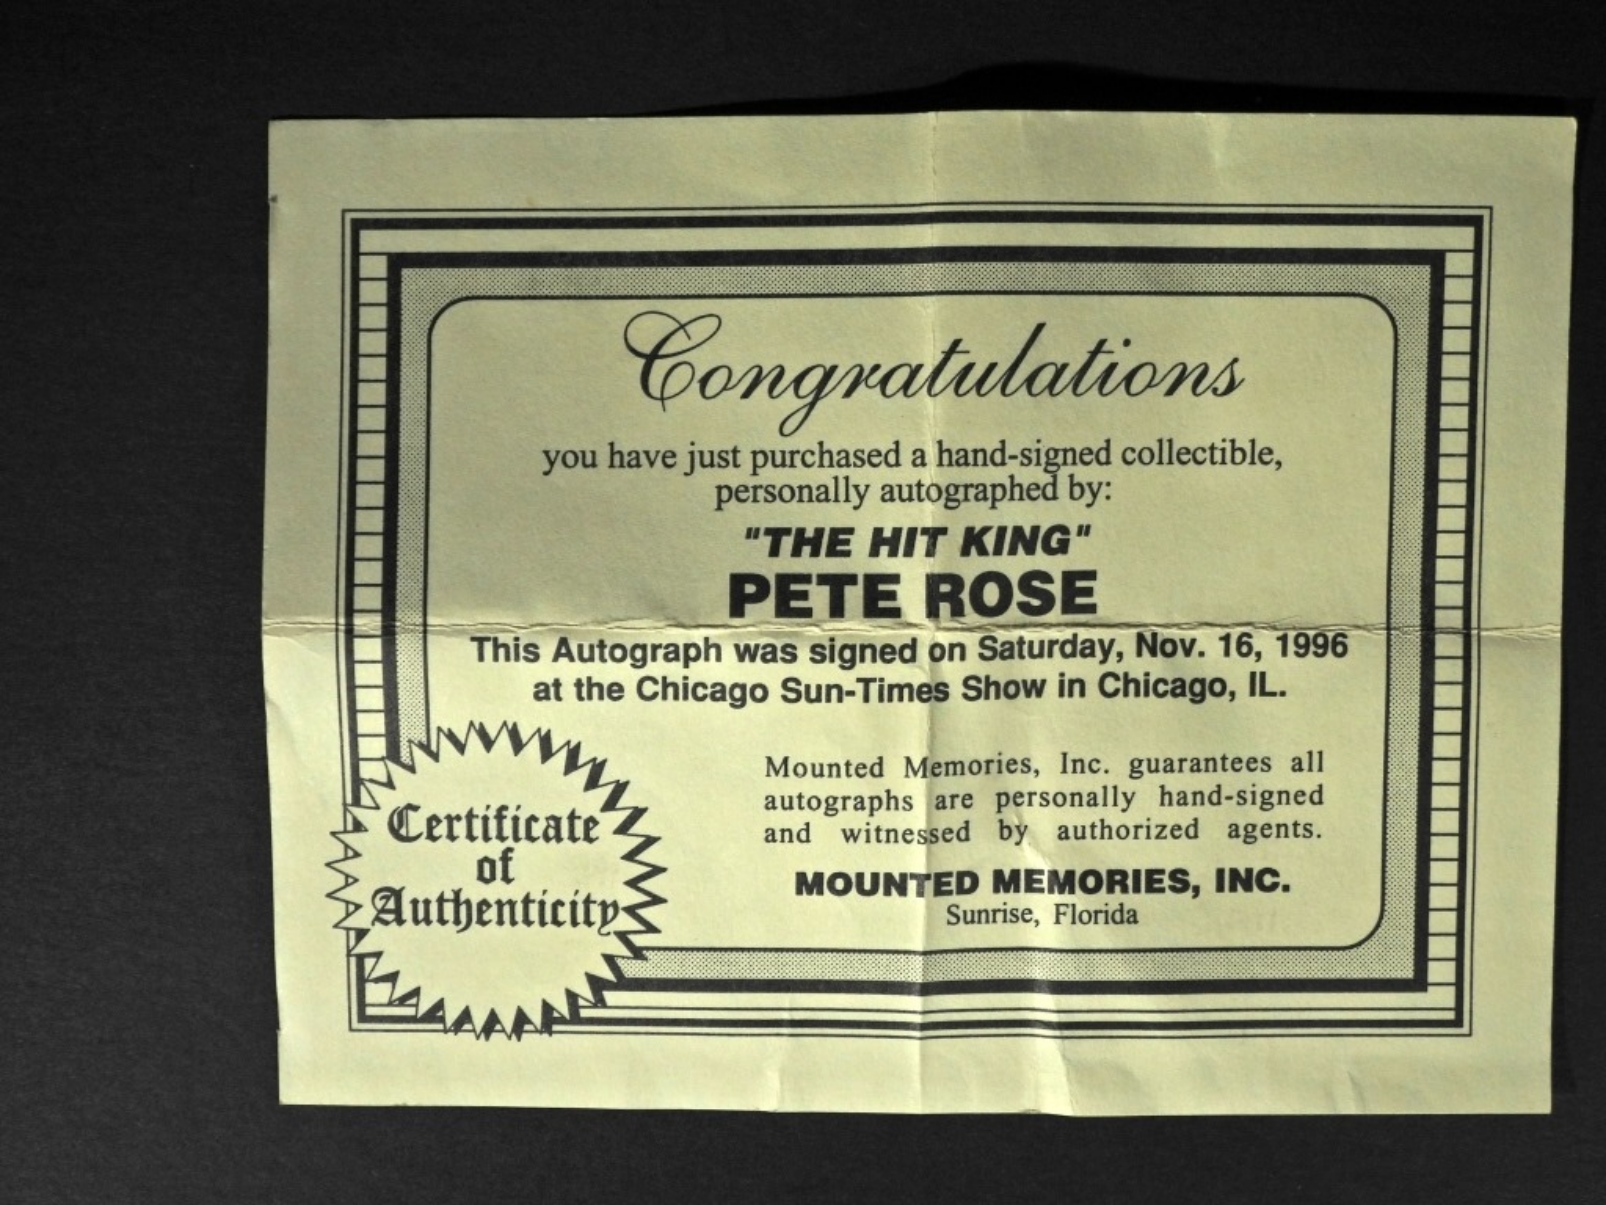 Congratulations
you have just purchased a hand-signed collectible,
personally autographed by:
"THE HIT KING"
PETE ROSE
This Autograph was signed on Saturday, Nov. 16, 1996
at the Chicago Sun-Times Show in Chicago, IL.
Mounted Memories, Inc. guarantees all
autographs are personally hand-signed
and witnessed by authorized agents.
MOUNTED MEMORIES, INC.
Sunrise, Florida
Certificate
of
Authenticity